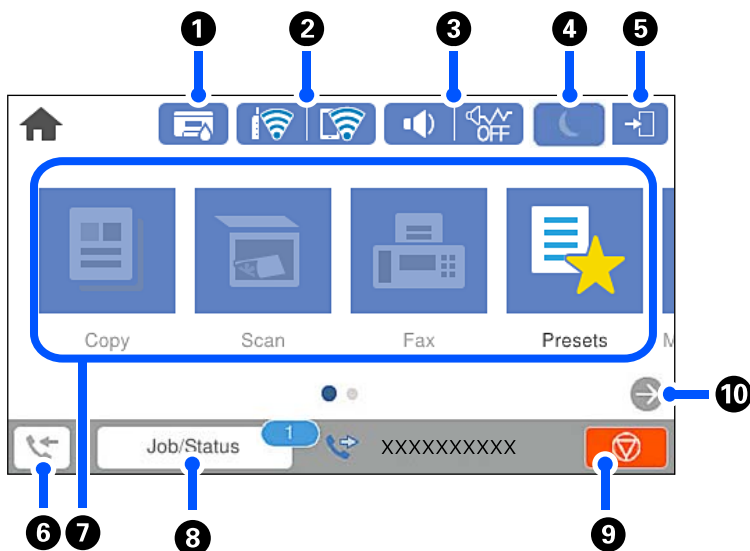 1 2 3 4 5
OFF
Copy Scan Fax Presets
10
Job/Status 1 XXXXXXXXXX
6 7 8 9